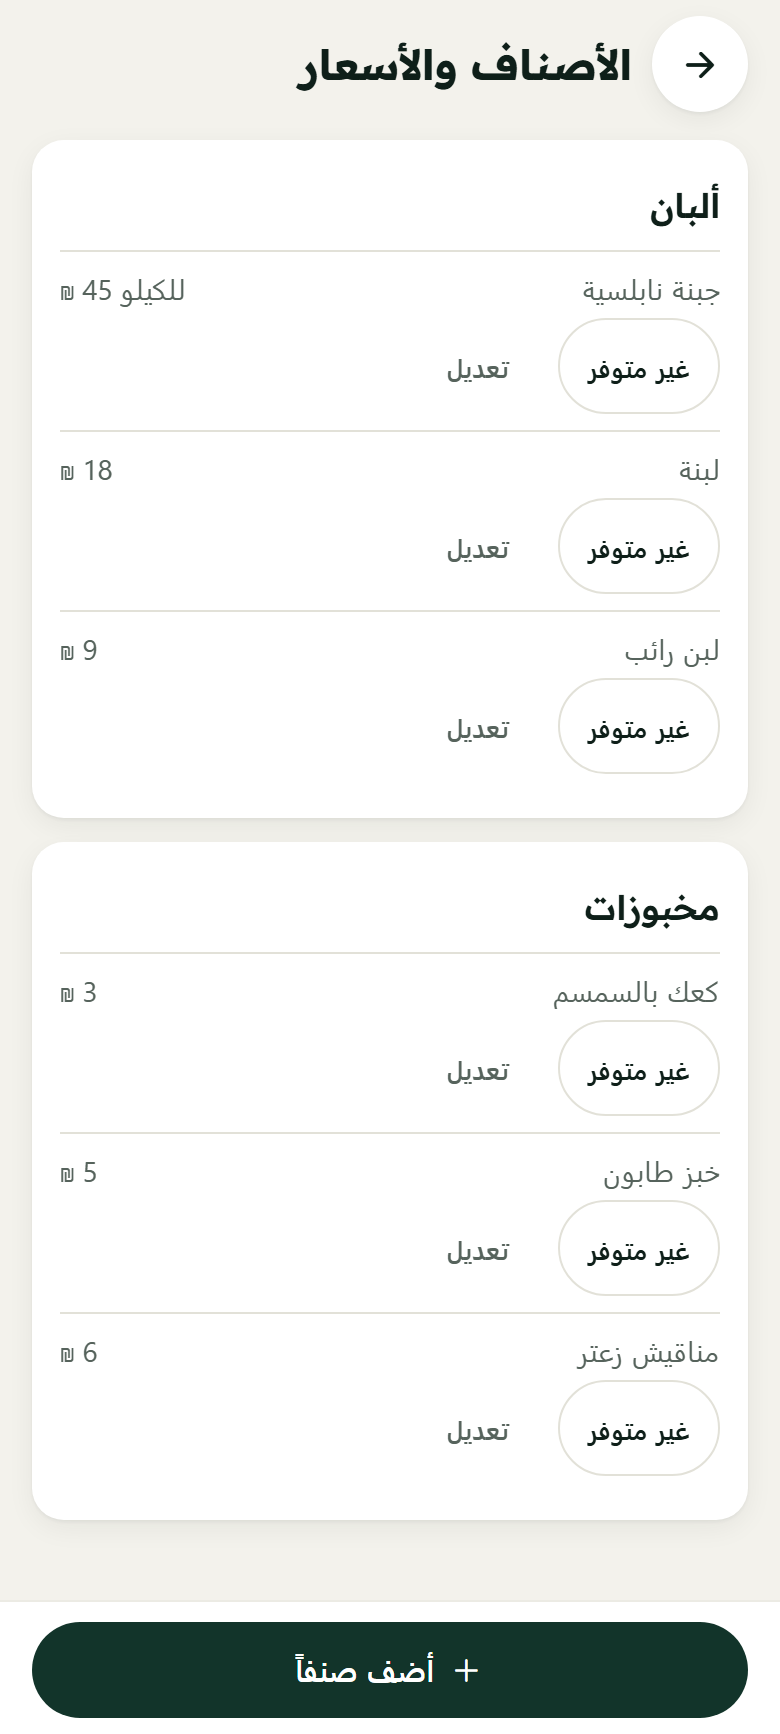 الأصناف والأسعار
ألبان
جبنة نابلسية للكيلو 45 ₪
غير متوفر تعديل
لبنة 18 ₪
غير متوفر تعديل
لبن رائب 9 ₪
غير متوفر تعديل
مخبوزات
كعك بالسمسم 3 ₪
غير متوفر تعديل
خبز طابون 5 ₪
غير متوفر تعديل
مناقيش زعتر 6 ₪
غير متوفر تعديل
+ أضف صنفاً